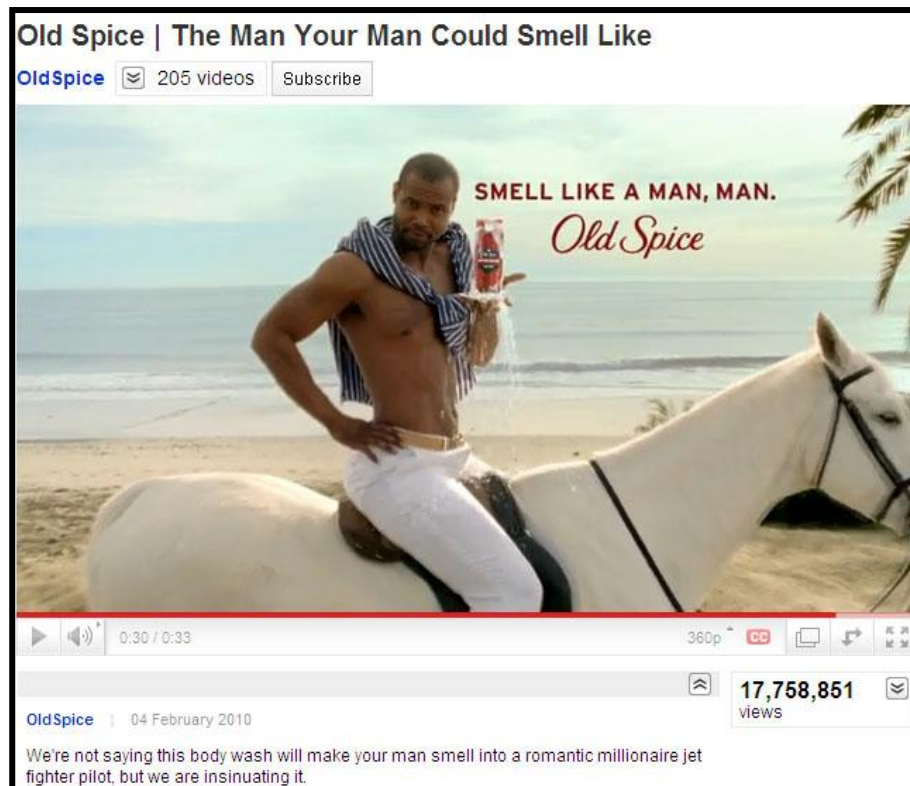 Old Spice | The Man Your Man Could Smell Like
OldSpice 205 videos Subscribe
SMELL LIKE A MAN, MAN.
Old Spice
0:30 / 0:33 360p CC
17,758,851
views
OldSpice | 04 February 2010
We're not saying this body wash will make your man smell into a romantic millionaire jet
fighter pilot, but we are insinuating it.